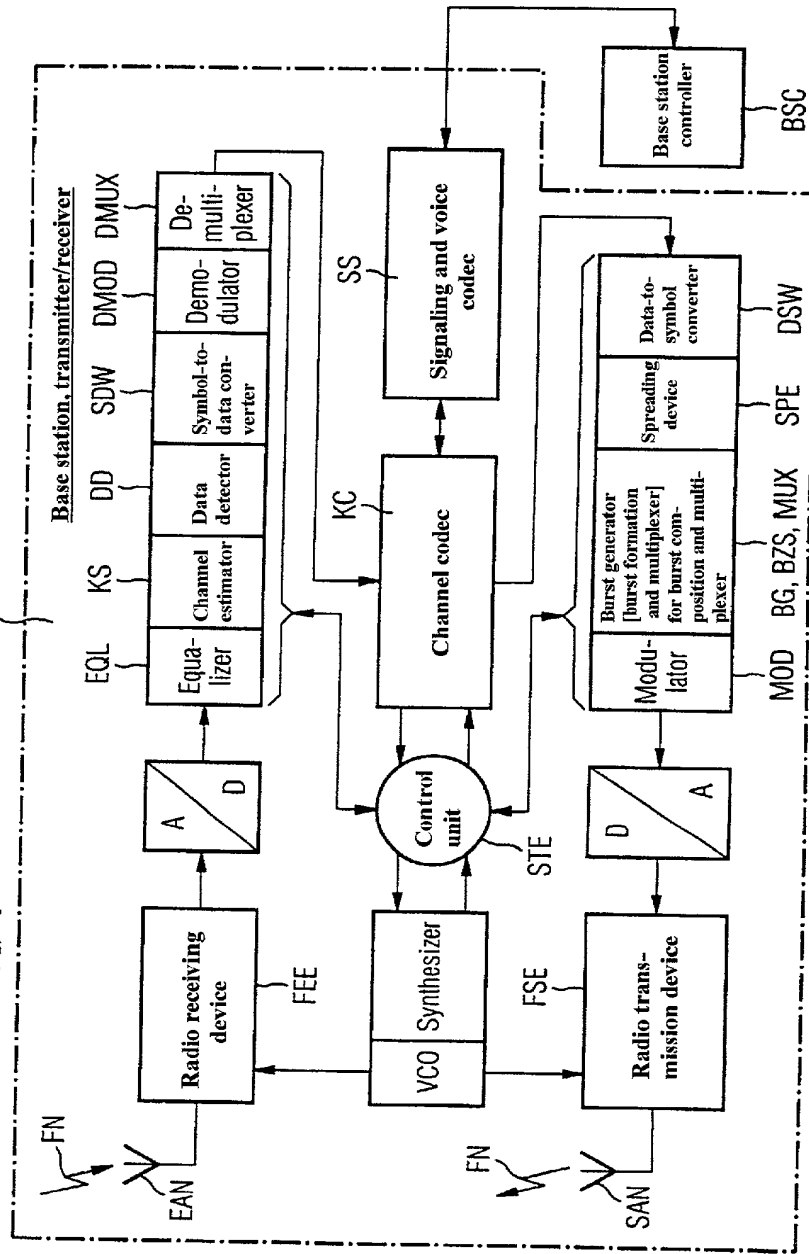 Base station, transmitter/receiver
FN
EAN
Radio receiving
device
FEE
A
D
EQL
KS
DD
SDW
DMOD
DMUX
Equa-
lizer
Channel
estimator
Data
detector
Symbol-to-
data con-
verter
Demo-
dulator
De-
multi-
plexer
VCO
Synthesizer
Control
unit
STE
KC
Channel codec
SS
Signaling and voice
codec
Base station
controller
BSC
FN
SAN
Radio trans-
mission device
FSE
D
A
Modu-
lator
Burst generator
[burst formation
and multiplexer]
for burst com-
position and multi-
plexer
Spreading
device
Data-to-
symbol
converter
MOD
BG, BZS, MUX
SPE
DSW